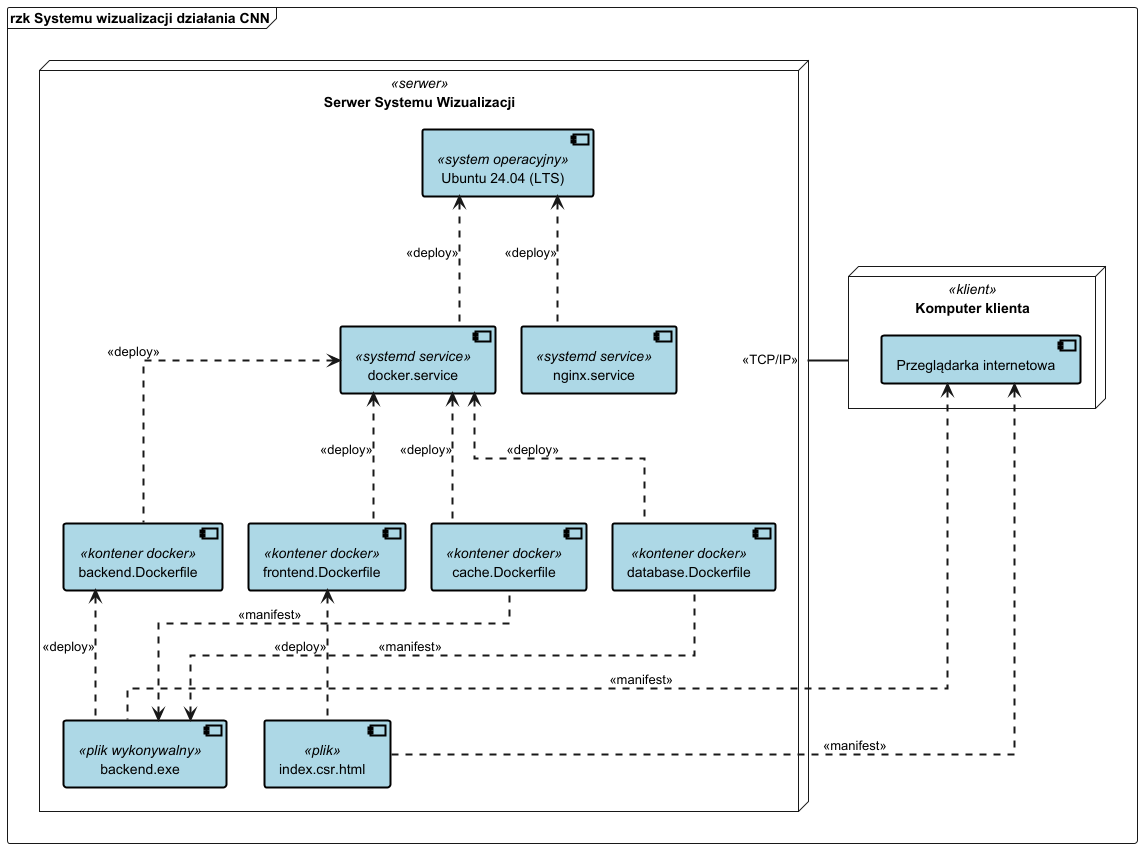 rzk Systemu wizualizacji działania CNN
«serwer»
Serwer Systemu Wizualizacji
«system operacyjny»
Ubuntu 24.04 (LTS)
«deploy»
«deploy»
«klient»
Komputer klienta
Przeglądarka internetowa
«TCP/IP»
«deploy»
«systemd service»
docker.service
«systemd service»
nginx.service
«deploy»
«deploy»
«deploy»
«kontener docker»
backend.Dockerfile
«kontener docker»
frontend.Dockerfile
«kontener docker»
cache.Dockerfile
«kontener docker»
database.Dockerfile
«manifest»
«deploy»
«deploy»
«manifest»
«manifest»
«plik wykonywalny»
backend.exe
«plik»
index.csr.html
«manifest»